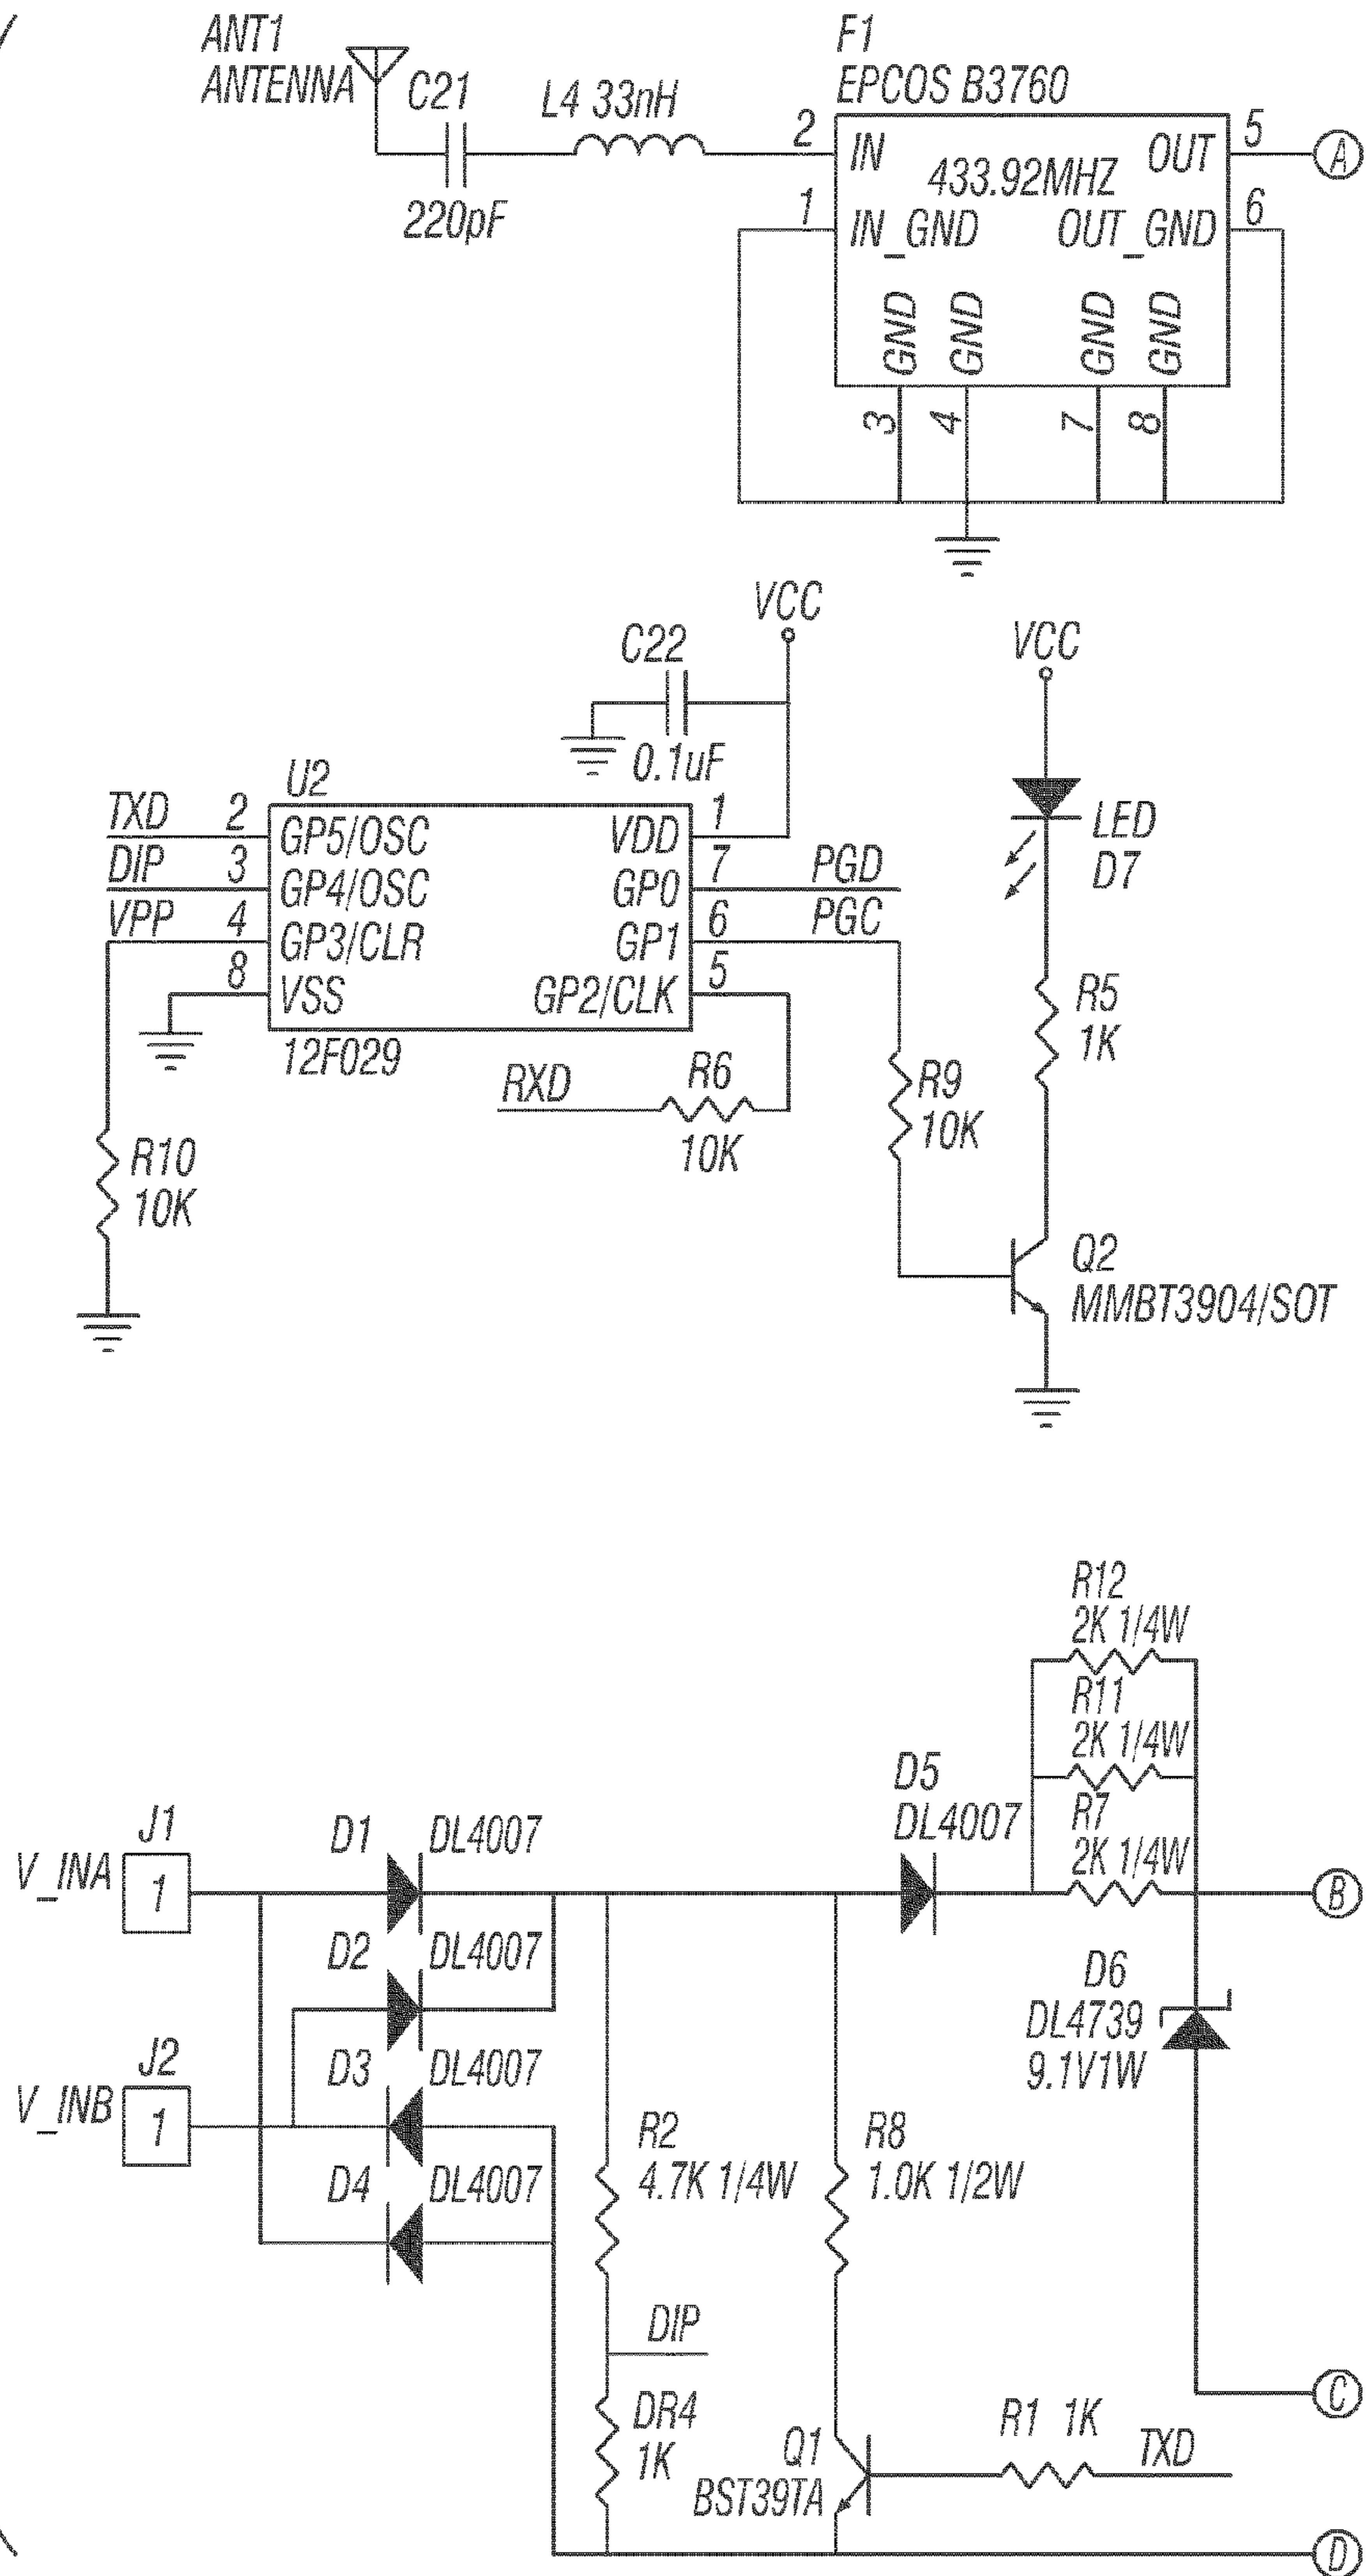 ANT1
ANTENNA
C21
220pF
L4 33nH
F1
EPCOS B3760
2
IN
433.92MHZ
OUT
5
A
1
IN_GND
OUT_GND
6
GND
GND
GND
GND
3
4
7
8
VCC
C22
0.1uF
VCC
U2
TXD
2
GP5/OSC
VDD
1
DIP
3
GP4/OSC
GP0
7
PGD
VPP
4
GP3/CLR
GP1
6
PGC
8
VSS
GP2/CLK
5
12F029
LED
D7
R5
1K
RXD
R6
10K
R9
10K
R10
10K
Q2
MMBT3904/SOT
R12
2K 1/4W
R11
2K 1/4W
R7
2K 1/4W
D5
DL4007
J1
V_INA
1
D1
DL4007
B
D2
DL4007
D6
DL4739
9.1V1W
J2
V_INB
1
D3
DL4007
D4
DL4007
R2
4.7K 1/4W
R8
1.0K 1/2W
DIP
DR4
1K
C
Q1
BST39TA
R1 1K
TXD
D